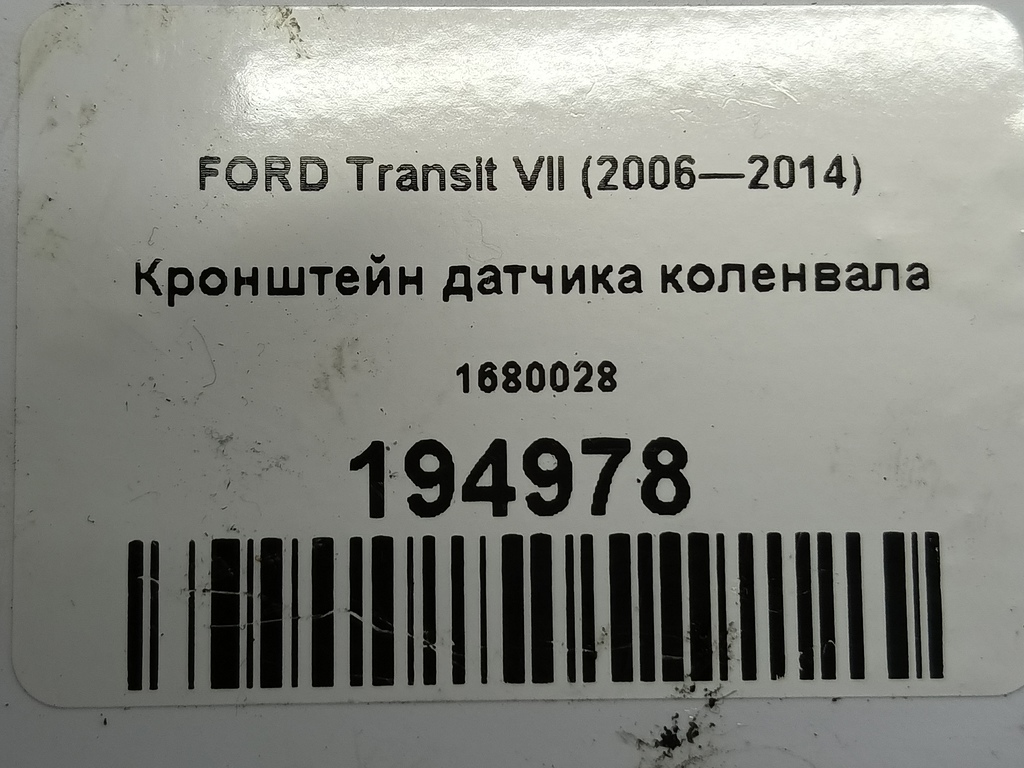 FORD Transit VII (2006—2014)
Кронштейн датчика коленвала
1680028
194978